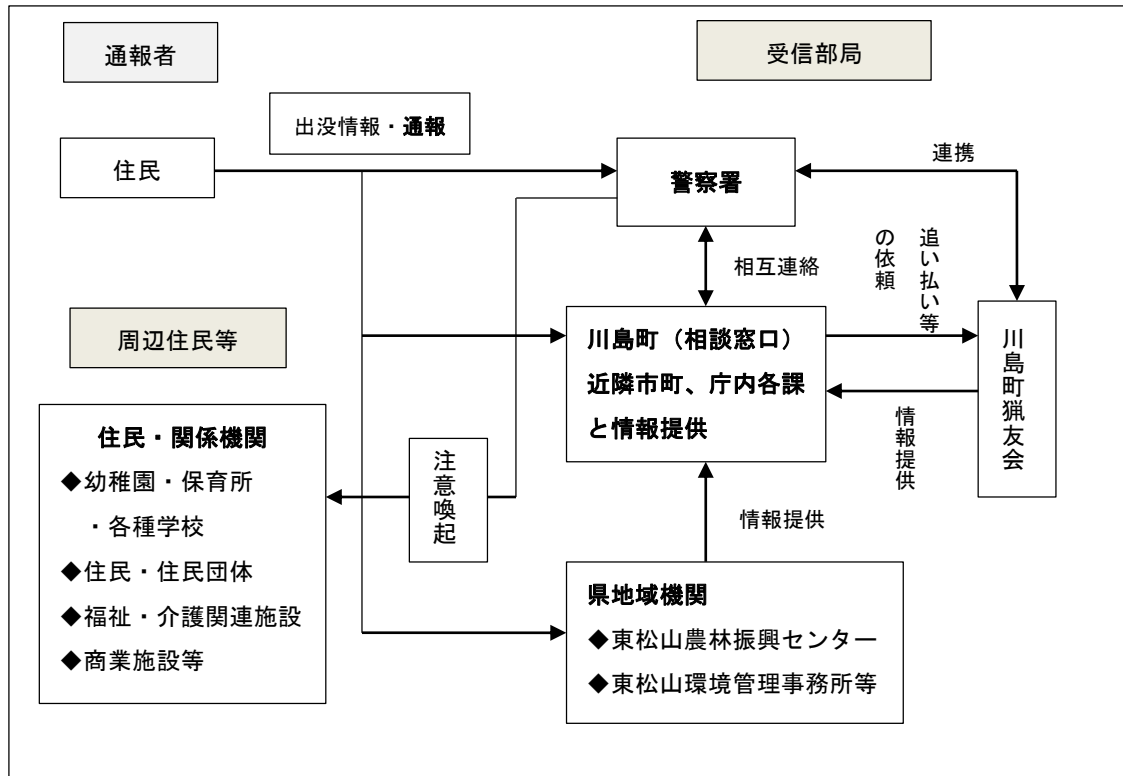 通報者
受信部局
出没情報・通報
住民
警察署
連携
相互連絡
追い払い等
の依頼
周辺住民等
川島町（相談窓口）
近隣市町、庁内各課
と情報提供
川島町猟友会
情報提供
住民・関係機関
◆幼稚園・保育所
・各種学校
◆住民・住民団体
◆福祉・介護関連施設
◆商業施設等
注意喚起
情報提供
県地域機関
◆東松山農林振興センター
◆東松山環境管理事務所等